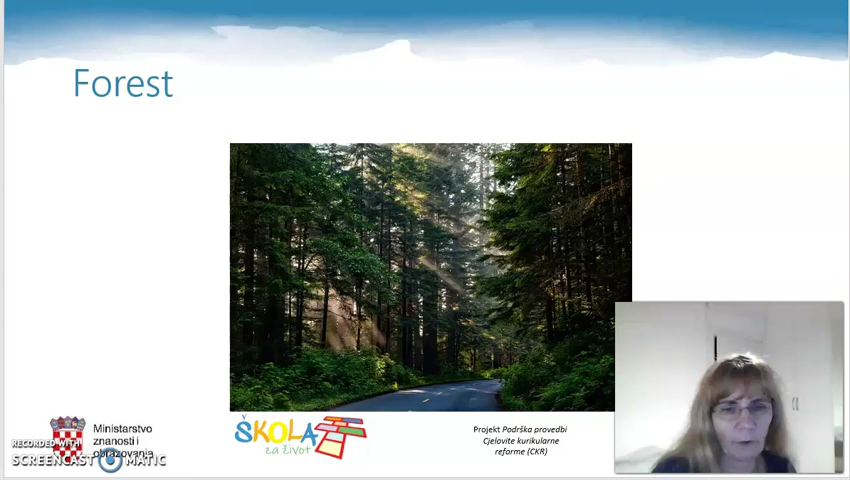 Forest
Ministarstvo
znanosti i
obrazovanja
RECORDED WITH
SCREENCAST MATIC
ŠKOLA
za život
Projekt Podrška provedbi
Cjelovite kurikularne
reforme (CKR)